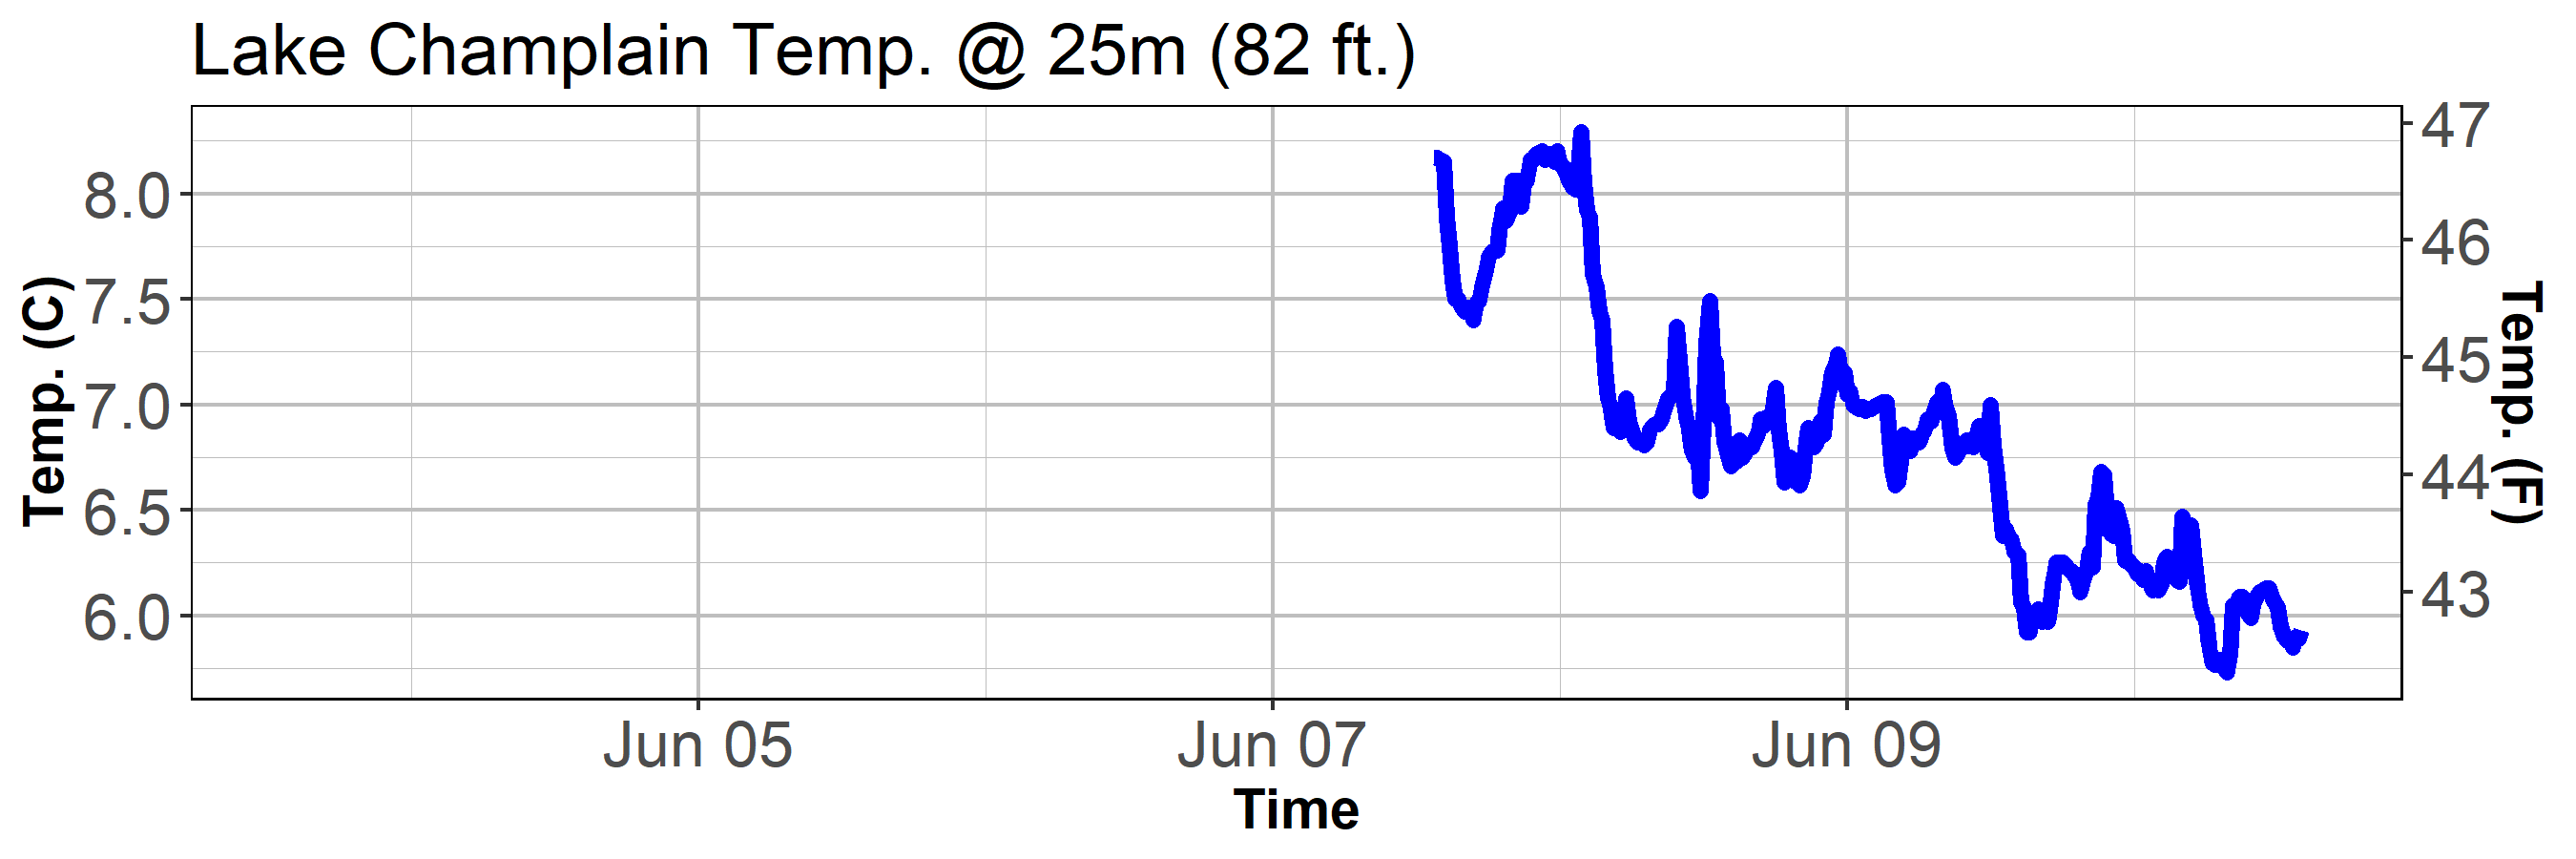 Lake Champlain Temp. @ 25m (82 ft.)
Temp. (C)
8.0
7.5
7.0
6.5
6.0
47
46
45
44
43
Temp. (F)
Jun 05
Jun 07
Jun 09
Time